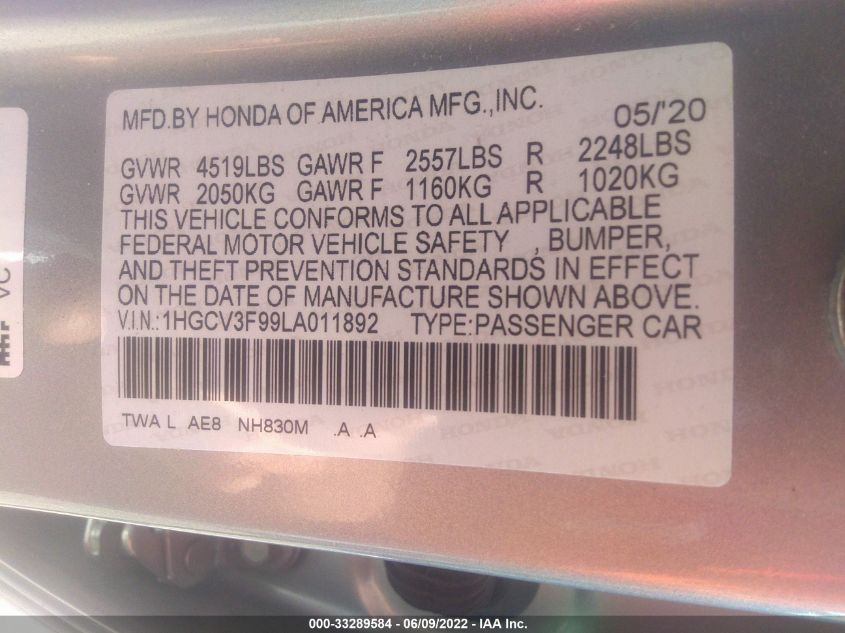 MFD.BY HONDA OF AMERICA MFG.,INC. 05/'20
GVWR 4519LBS GAWR F 2557LBS R 2248LBS
GVWR 2050KG GAWR F 1160KG R 1020KG
THIS VEHICLE CONFORMS TO ALL APPLICABLE
FEDERAL MOTOR VEHICLE SAFETY , BUMPER,
AND THEFT PREVENTION STANDARDS IN EFFECT
ON THE DATE OF MANUFACTURE SHOWN ABOVE.
V.I.N.:1HGCV3F99LA011892 TYPE:PASSENGER CAR
TWA L AE8 NH830M .A .A
VC
000-33289584 - 06/09/2022 - IAA Inc.